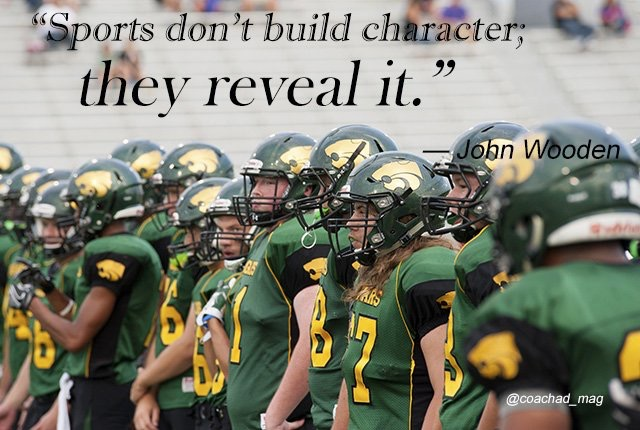 “Sports don’t build character;
they reveal it.”
— John Wooden
@coachad_mag